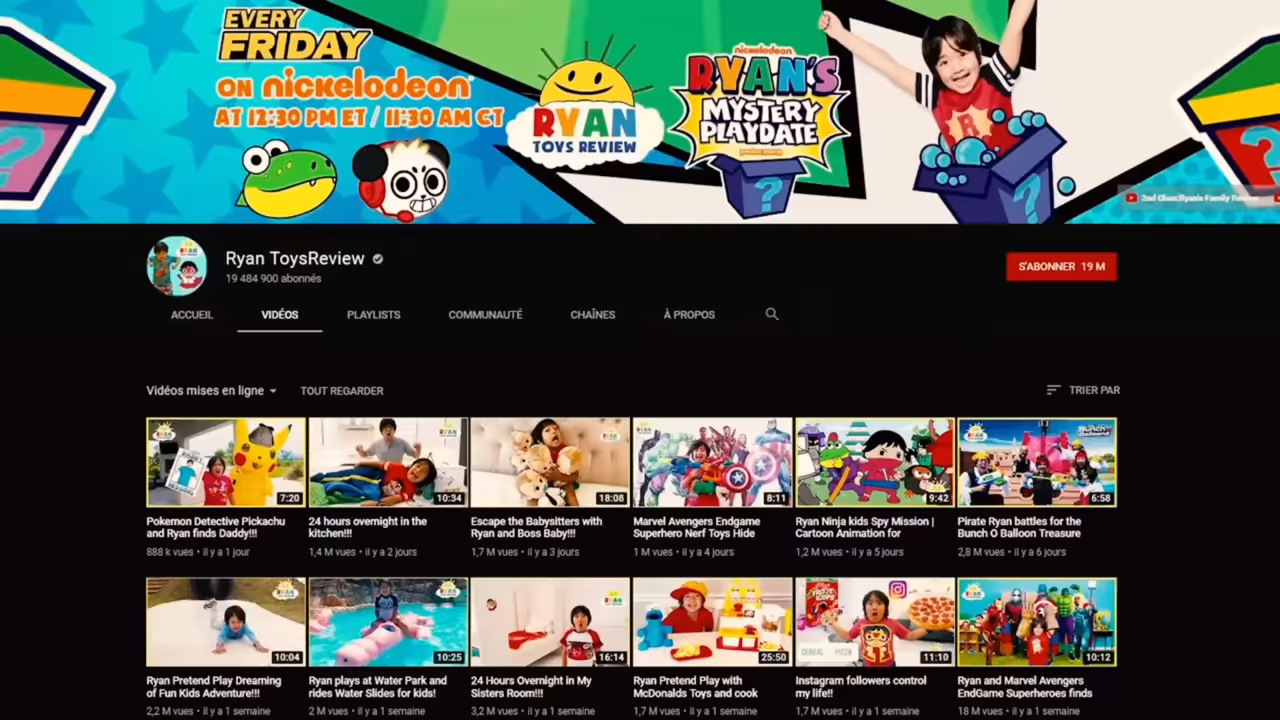 EVERY
FRIDAY
ON nickelodeon
AT 12:30 PM ET / 11:30 AM CT
RYAN
TOYS REVIEW
nickelodeon
RYAN'S
MYSTERY
PLAYDATE
R
?
?
?
?
2nd Chan:Ryan's Family Review
Ryan ToysReview
19 484 900 abonnés
S'ABONNER 19 M
ACCUEIL
VIDÉOS
PLAYLISTS
COMMUNAUTÉ
CHAÎNES
À PROPOS
Vidéos mises en ligne
TOUT REGARDER
TRIER PAR
7:20
10:34
18:08
8:11
9:42
6:58
Pokemon Detective Pickachu
and Ryan finds Daddy!!!
888 k vues • il y a 1 jour
24 hours overnight in the
kitchen!!!
1,4 M vues • il y a 2 jours
Escape the Babysitters with
Ryan and Boss Baby!!!
1,7 M vues • il y a 3 jours
Marvel Avengers Endgame
Superhero Nerf Toys Hide
1 M vues • il y a 4 jours
Ryan Ninja kids Spy Mission |
Cartoon Animation for
1,2 M vues • il y a 5 jours
Pirate Ryan battles for the
Bunch O Balloon Treasure
2,8 M vues • il y a 6 jours
10:04
10:25
16:14
25:50
CEREAL PIZZA
11:10
10:12
Ryan Pretend Play Dreaming
of Fun Kids Adventure!!!
2,2 M vues • il y a 1 semaine
Ryan plays at Water Park and
rides Water Slides for kids!
2 M vues • il y a 1 semaine
24 Hours Overnight in My
Sisters Room!!!
3,2 M vues • il y a 1 semaine
Ryan Pretend Play with
McDonalds Toys and cook
1,7 M vues • il y a 1 semaine
Instagram followers control
my life!!
1,7 M vues • il y a 1 semaine
Ryan and Marvel Avengers
EndGame Superheroes finds
18 M vues • il y a 1 semaine